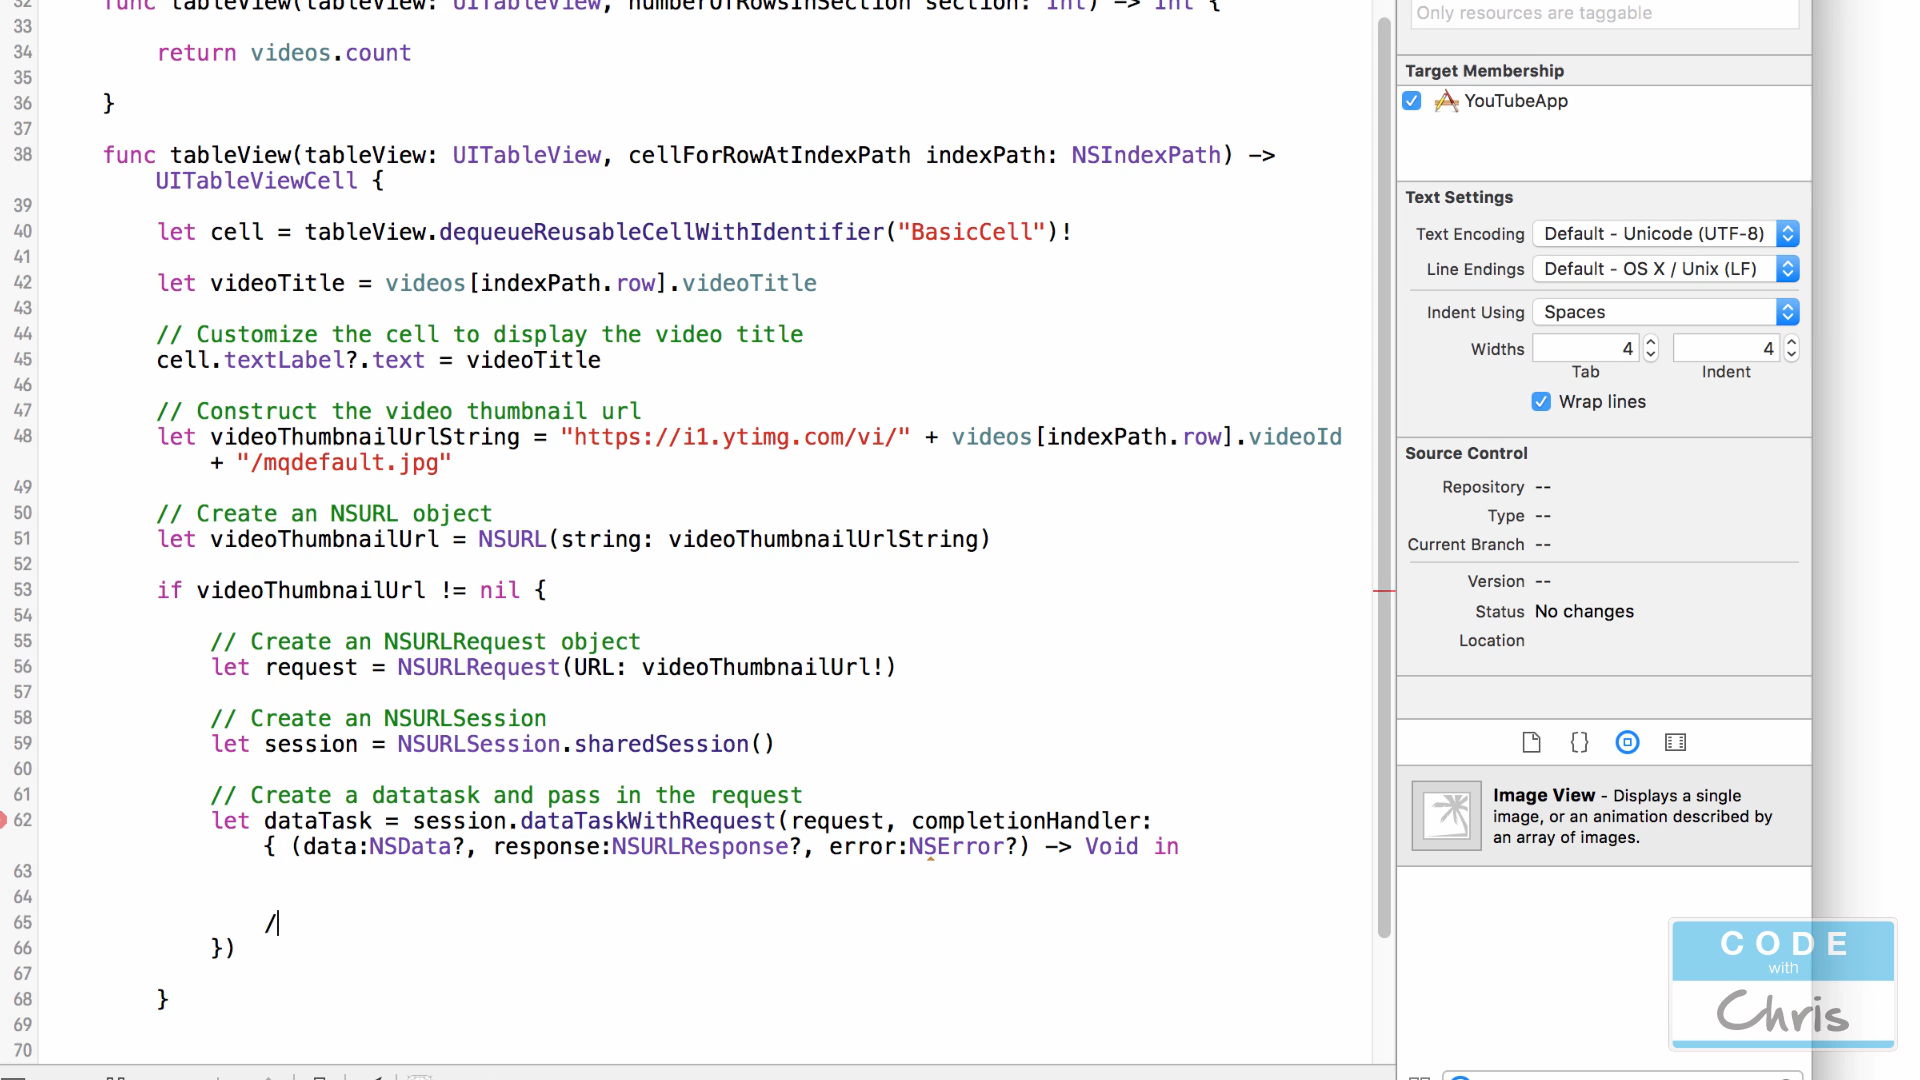 32 func tableView(tableView: UITableView, numberOfRowsInSection section: Int) -> Int {
33
34 return videos.count
35
36 }
37
38 func tableView(tableView: UITableView, cellForRowAtIndexPath indexPath: NSIndexPath) ->
UITableViewCell {
39
40 let cell = tableView.dequeueReusableCellWithIdentifier("BasicCell")!
41
42 let videoTitle = videos[indexPath.row].videoTitle
43
44 // Customize the cell to display the video title
45 cell.textLabel?.text = videoTitle
46
47 // Construct the video thumbnail url
48 let videoThumbnailUrlString = "https://i1.ytimg.com/vi/" + videos[indexPath.row].videoId
+ "/mqdefault.jpg"
49
50 // Create an NSURL object
51 let videoThumbnailUrl = NSURL(string: videoThumbnailUrlString)
52
53 if videoThumbnailUrl != nil {
54
55 // Create an NSURLRequest object
56 let request = NSURLRequest(URL: videoThumbnailUrl!)
57
58 // Create an NSURLSession
59 let session = NSURLSession.sharedSession()
60
61 // Create a datatask and pass in the request
62 let dataTask = session.dataTaskWithRequest(request, completionHandler:
{ (data:NSData?, response:NSURLResponse?, error:NSError?) -> Void in
63
64
65 /
66 })
67
68 }
69
70
Only resources are taggable
Target Membership
YouTubeApp
Text Settings
Text Encoding Default - Unicode (UTF-8)
Line Endings Default - OS X / Unix (LF)
Indent Using Spaces
Widths 4 4
Tab Indent
Wrap lines
Source Control
Repository --
Type --
Current Branch --
Version --
Status No changes
Location
{}
Image View - Displays a single
image, or an animation described by
an array of images.
CODE
with
Chris